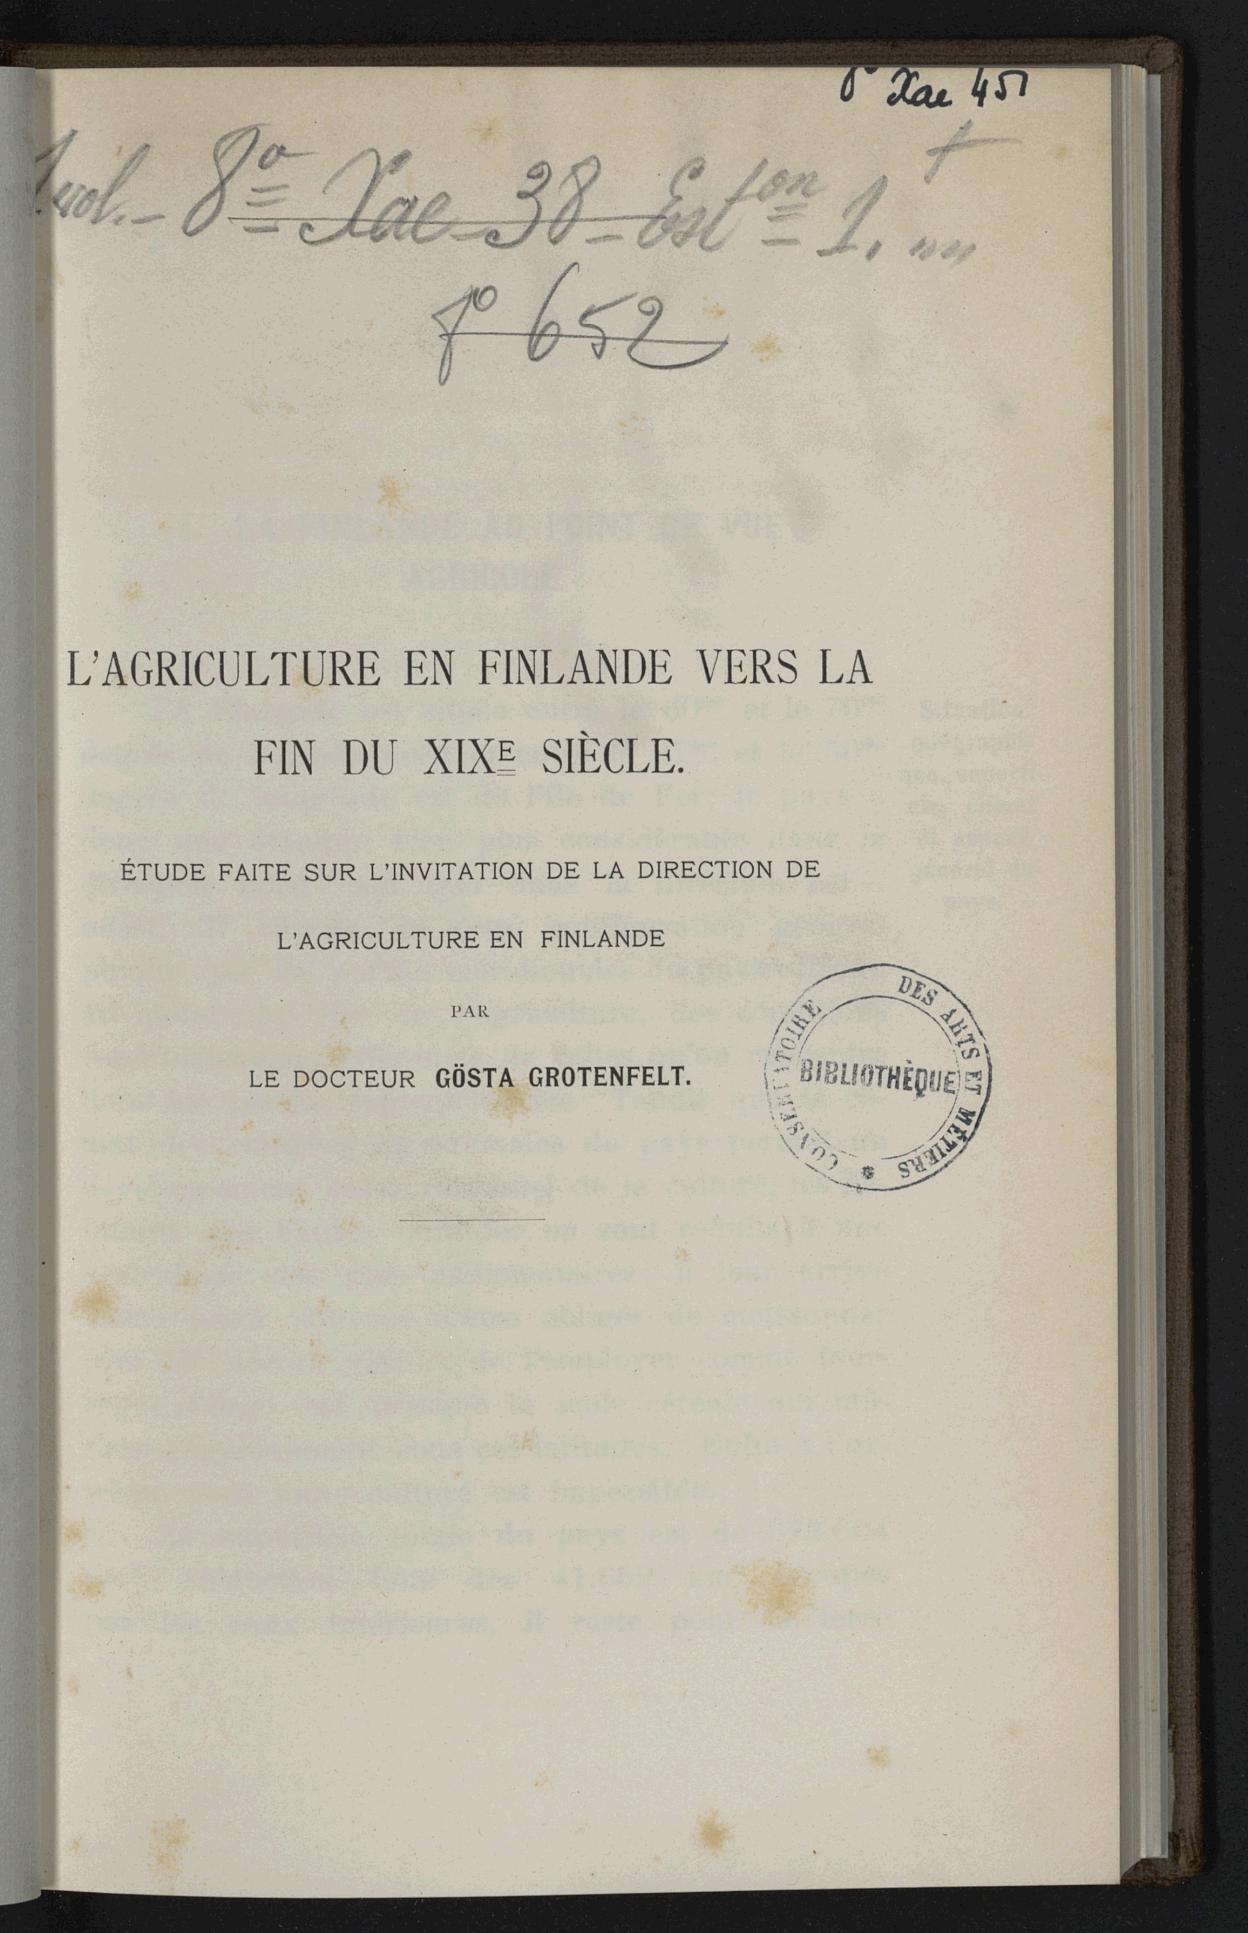 8° Xae 451
1 vol. - 8° Xae 38 - Est^on 1.
f° 652
L'AGRICULTURE EN FINLANDE VERS LA
FIN DU XIXE SIÈCLE.
ÉTUDE FAITE SUR L'INVITATION DE LA DIRECTION DE
L'AGRICULTURE EN FINLANDE
PAR
LE DOCTEUR GÖSTA GROTENFELT.
CONSERVATOIRE DES ARTS ET MÉTIERS *
BIBLIOTHÈQUE